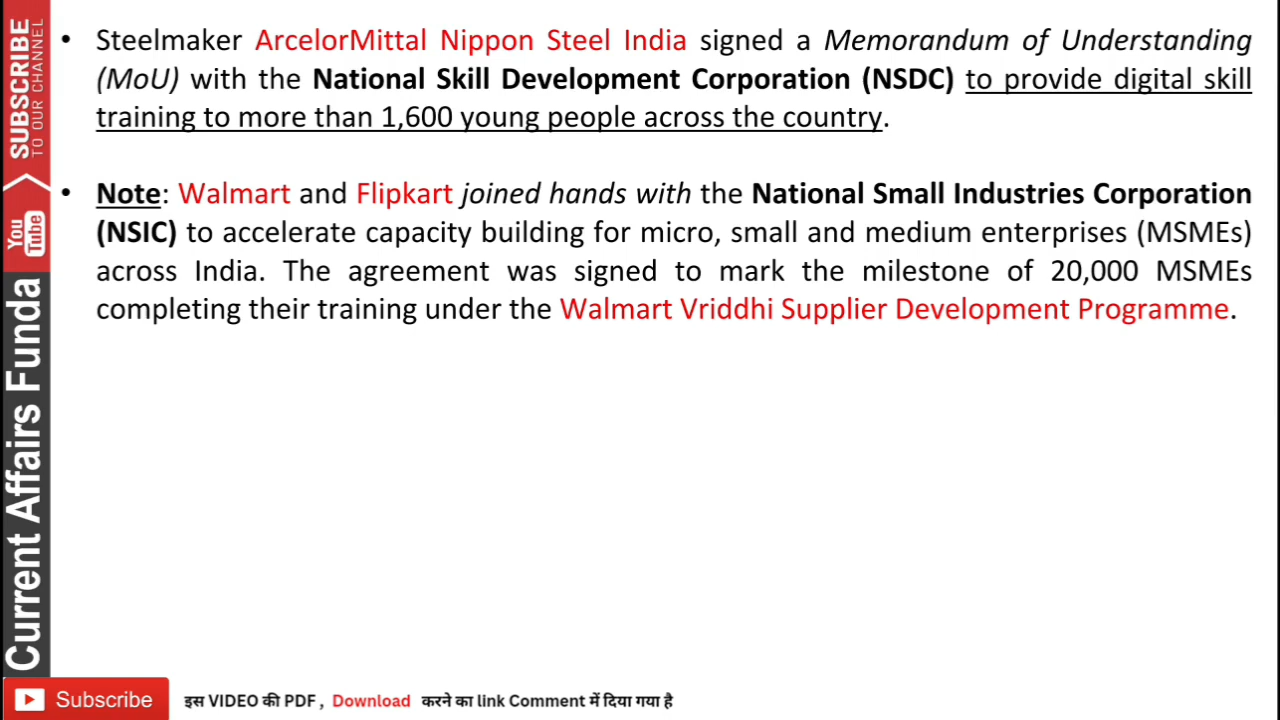 • Steelmaker ArcelorMittal Nippon Steel India signed a Memorandum of Understanding
(MoU) with the National Skill Development Corporation (NSDC) to provide digital skill
training to more than 1,600 young people across the country.
• Note: Walmart and Flipkart joined hands with the National Small Industries Corporation
(NSIC) to accelerate capacity building for micro, small and medium enterprises (MSMEs)
across India. The agreement was signed to mark the milestone of 20,000 MSMEs
completing their training under the Walmart Vriddhi Supplier Development Programme.
SUBSCRIBE
TO OUR CHANNEL
You
Tube
Current Affairs Funda
Subscribe
इस VIDEO की PDF , Download करने का link Comment में दिया गया है